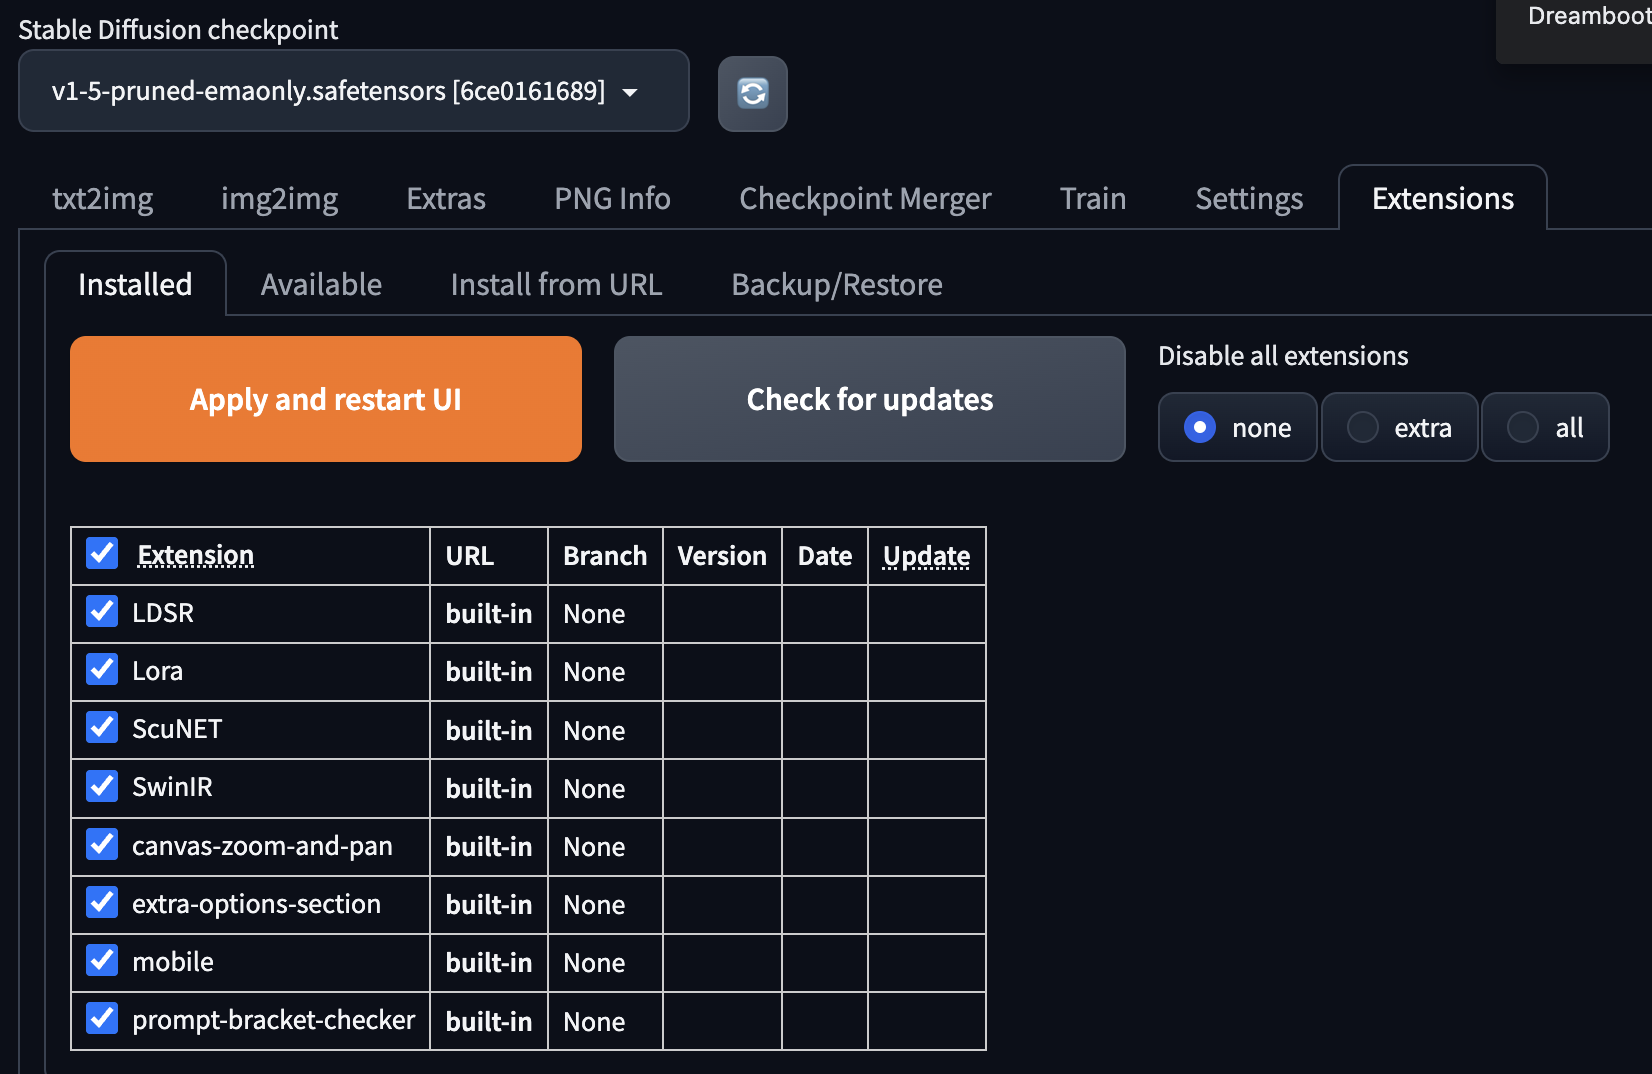 Stable Diffusion checkpoint
Dreamboot
v1-5-pruned-emaonly.safetensors [6ce0161689]
txt2img img2img Extras PNG Info Checkpoint Merger Train Settings Extensions
Installed Available Install from URL Backup/Restore
Apply and restart UI Check for updates
Disable all extensions
none extra all
Extension URL Branch Version Date Update
LDSR built-in None
Lora built-in None
ScuNET built-in None
SwinIR built-in None
canvas-zoom-and-pan built-in None
extra-options-section built-in None
mobile built-in None
prompt-bracket-checker built-in None